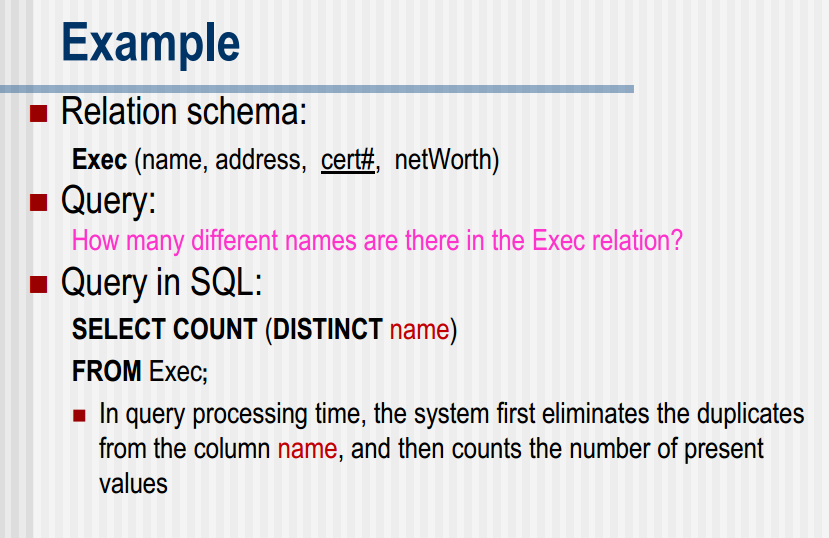 Example
Relation schema:
Exec (name, address, cert#, netWorth)
Query:
How many different names are there in the Exec relation?
Query in SQL:
SELECT COUNT (DISTINCT name)
FROM Exec;
In query processing time, the system first eliminates the duplicates
from the column name, and then counts the number of present
values